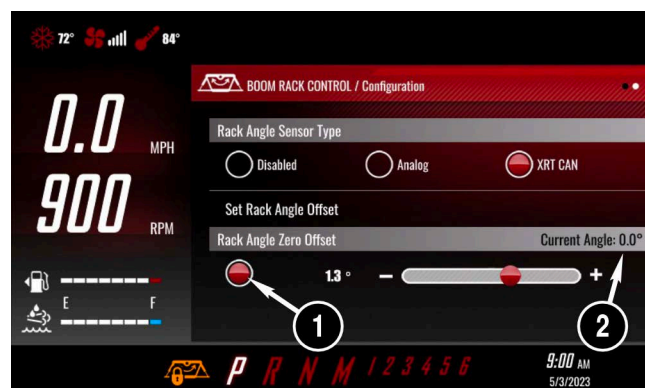 72° 84°
BOOM RACK CONTROL / Configuration
0.0 MPH
Rack Angle Sensor Type
Disabled Analog XRT CAN
900 RPM
Set Rack Angle Offset
Rack Angle Zero Offset Current Angle: 0.0°
1.3 ° − +
E F
1 2
P R N M 1 2 3 4 5 6
9:00 AM
5/3/2023